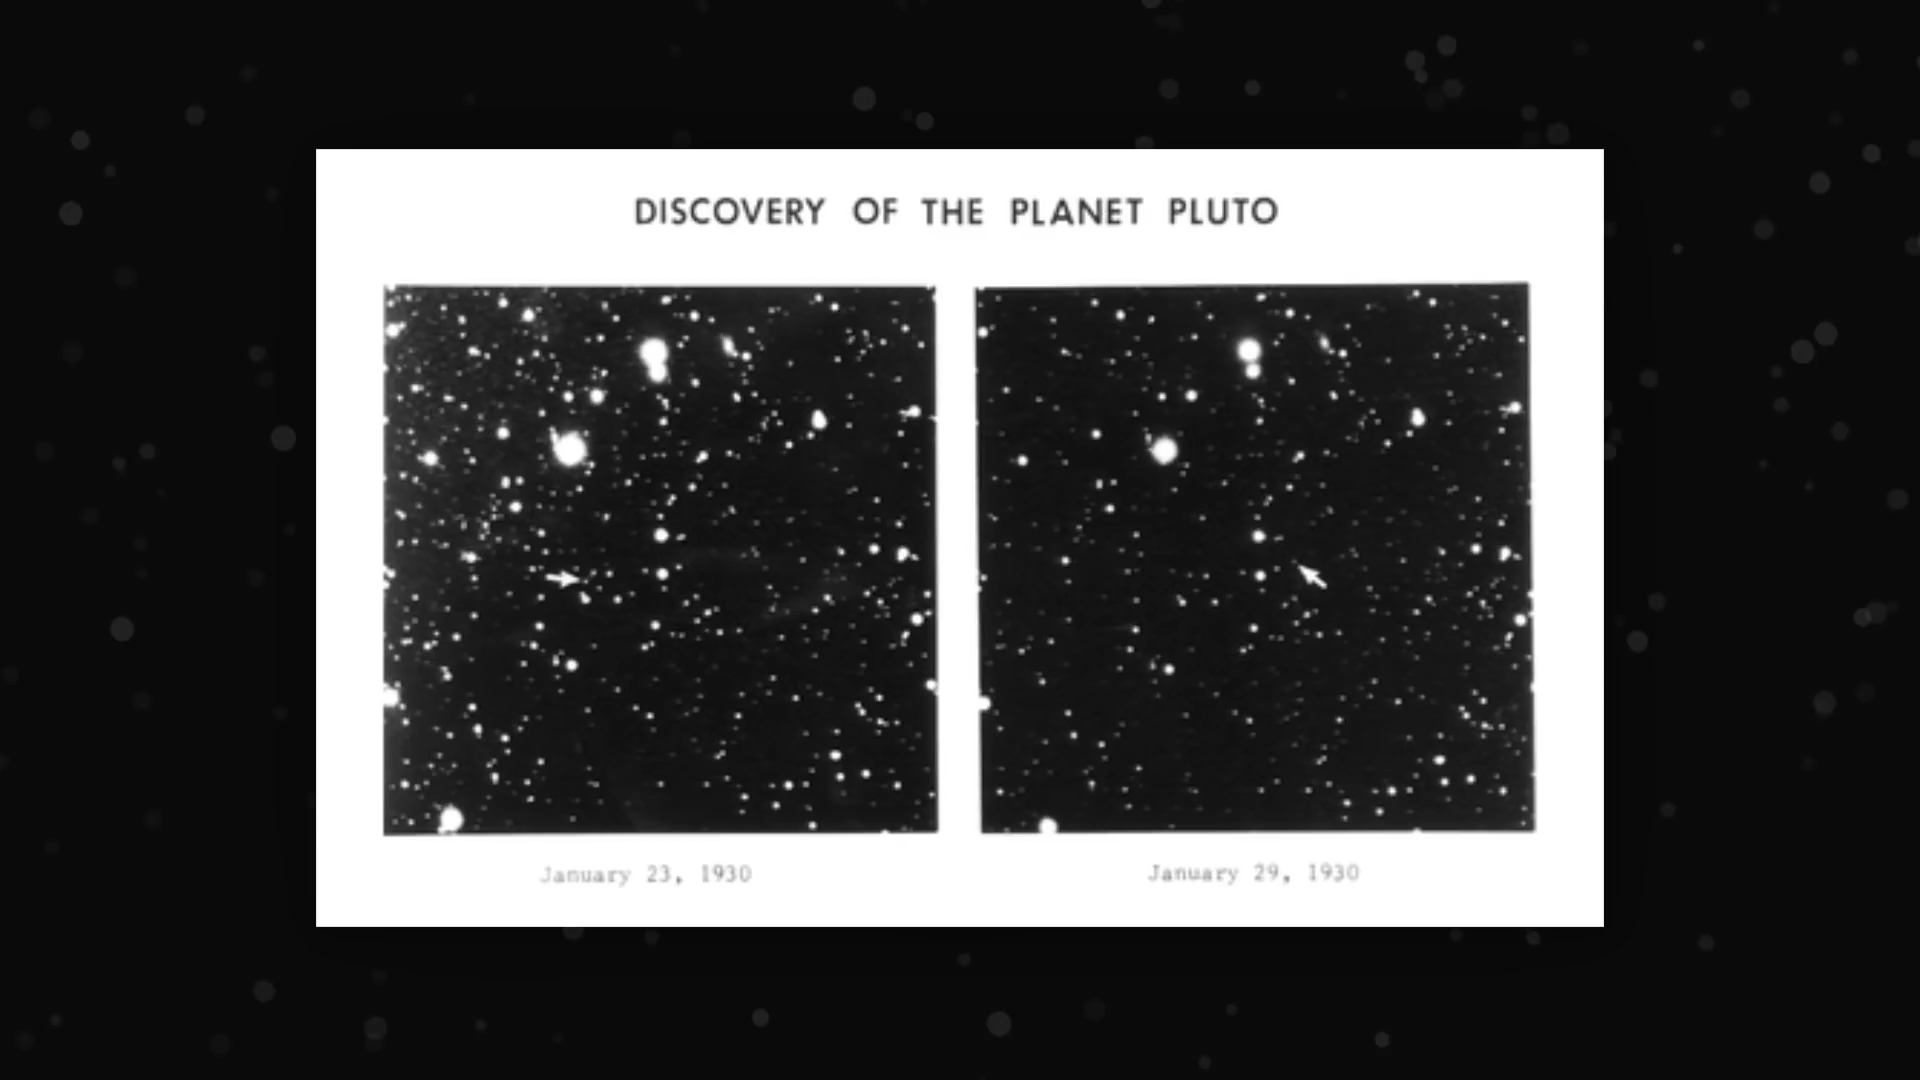 DISCOVERY OF THE PLANET PLUTO
January 23, 1930
January 29, 1930